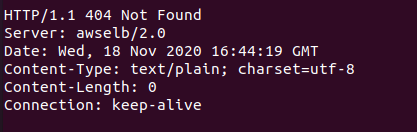 HTTP/1.1 404 Not Found
Server: awselb/2.0
Date: Wed, 18 Nov 2020 16:44:19 GMT
Content-Type: text/plain; charset=utf-8
Content-Length: 0
Connection: keep-alive